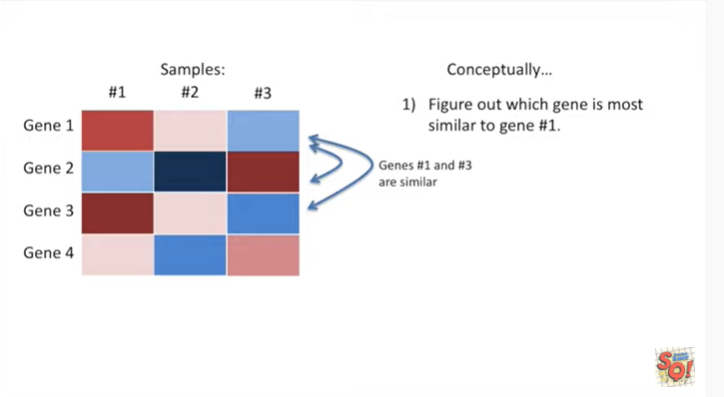 Samples:
#1 #2 #3
Gene 1
Gene 2
Gene 3
Gene 4
Conceptually...
1) Figure out which gene is most
similar to gene #1.
Genes #1 and #3
are similar
SQ!